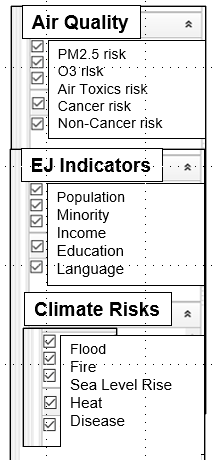 Air Quality
PM2.5 risk
O3 risk
Air Toxics risk
Cancer risk
Non-Cancer risk
EJ Indicators
Population
Minority
Income
Education
Language
Climate Risks
Flood
Fire
Sea Level Rise
Heat
Disease